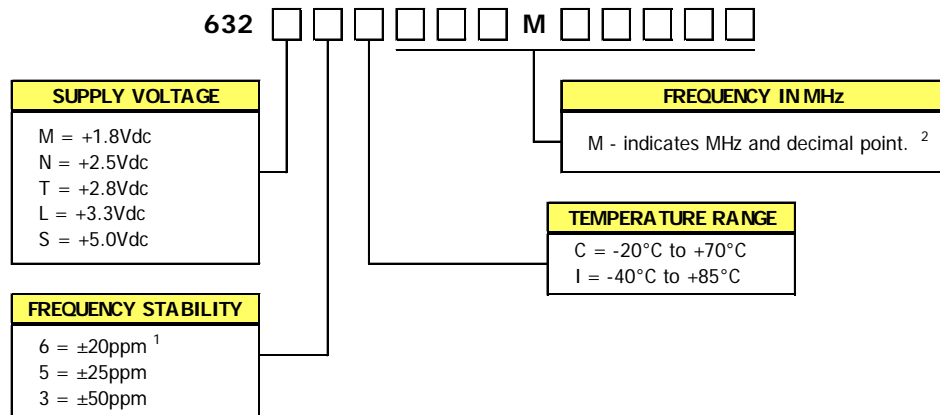 632 M
SUPPLY VOLTAGE
M = +1.8Vdc
N = +2.5Vdc
T = +2.8Vdc
L = +3.3Vdc
S = +5.0Vdc
FREQUENCY IN MHz
M - indicates MHz and decimal point. 2
TEMPERATURE RANGE
C = -20°C to +70°C
I = -40°C to +85°C
FREQUENCY STABILITY
6 = ±20ppm 1
5 = ±25ppm
3 = ±50ppm